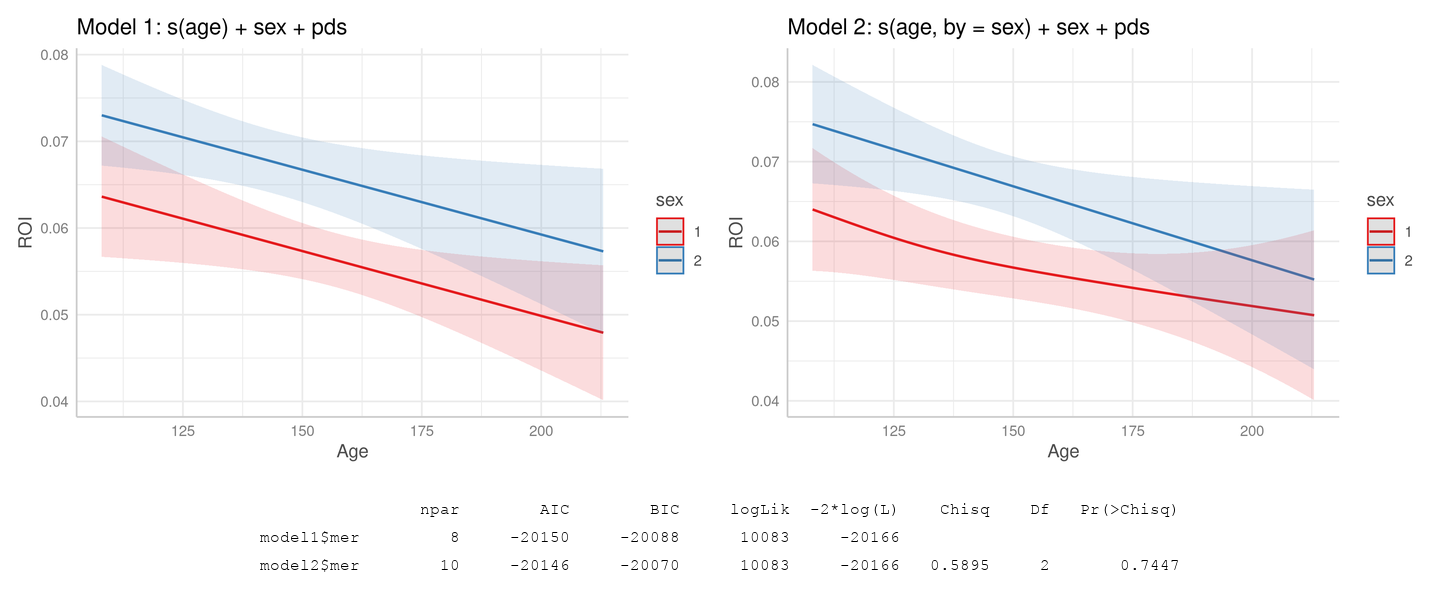 Model 1: s(age) + sex + pds
0.08
0.07
0.06
0.05
0.04
ROI
125 150 175 200
Age
sex
1
2
Model 2: s(age, by = sex) + sex + pds
0.08
0.07
0.06
0.05
0.04
ROI
125 150 175 200
Age
sex
1
2
npar AIC BIC logLik -2*log(L) Chisq Df Pr(>Chisq)
model1$mer 8 -20150 -20088 10083 -20166
model2$mer 10 -20146 -20070 10083 -20166 0.5895 2 0.7447